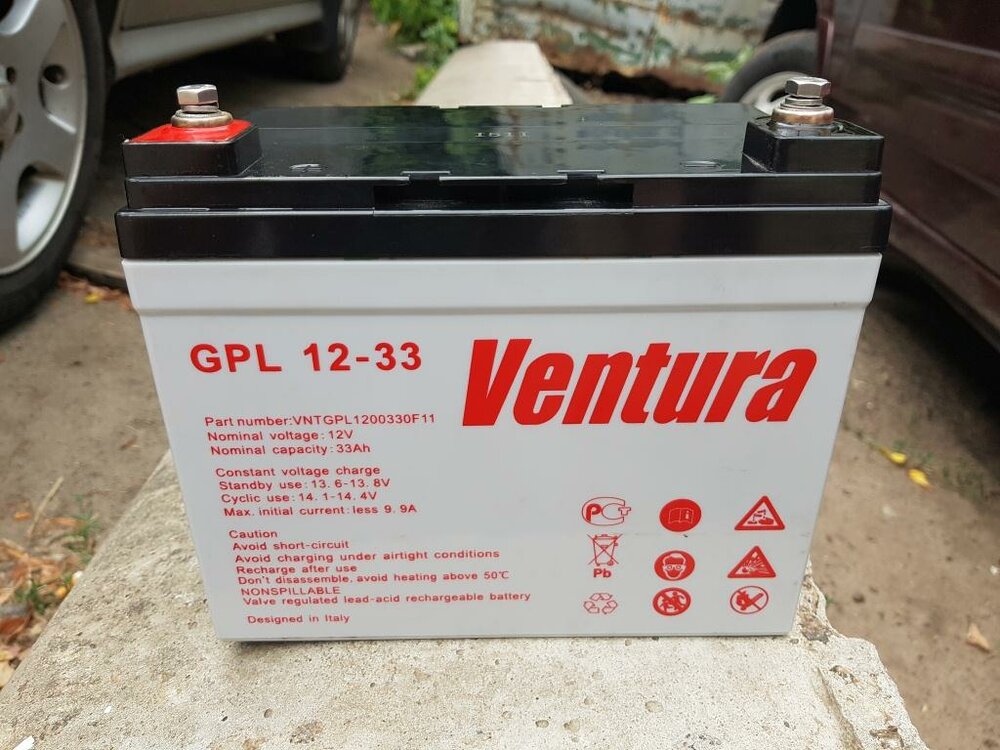 1511
GPL 12-33
Ventura
Part number:VNTGPL1200330F11
Nominal voltage:12V
Nominal capacity:33Ah
Constant voltage charge
Standby use:13.6-13.8V
Cyclic use:14.1-14.4V
Max. initial current:less 9.9A
Caution
Avoid short-circuit
Avoid charging under airtight conditions
Recharge after use
Don't disassemble, avoid heating above 50℃
NONSPILLABLE
Valve regulated lead-acid rechargeable battery
Designed in Italy
РСТ
Pb